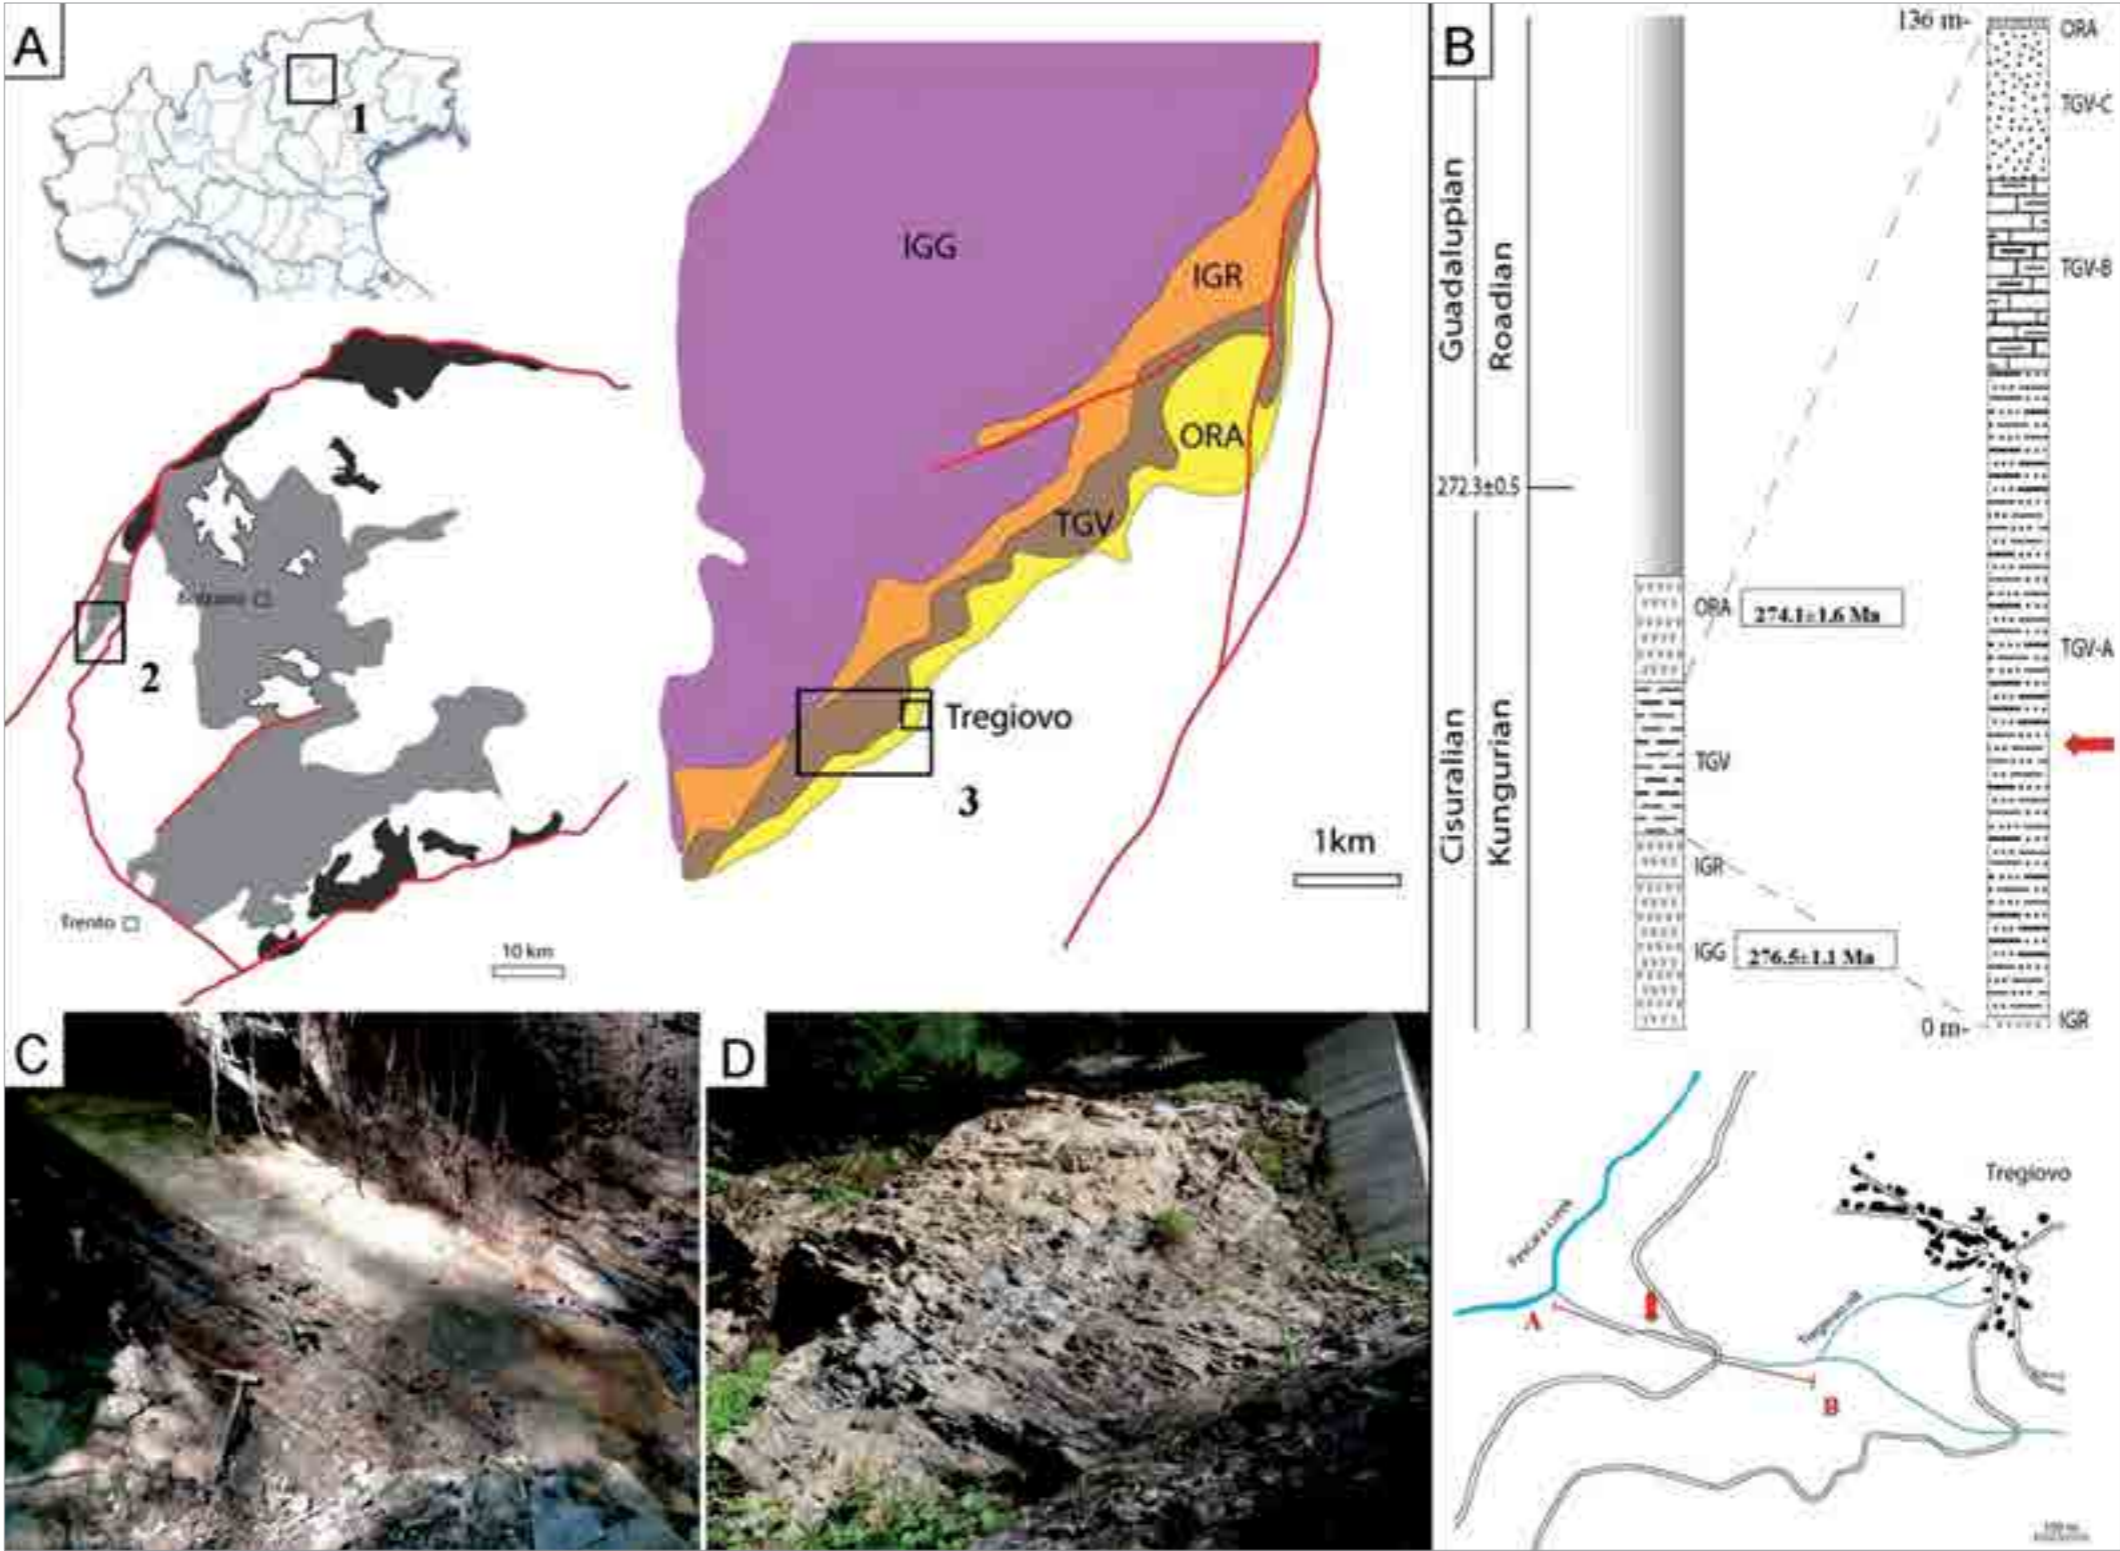 A
1
2
Trento
10 km
IGG
IGR
ORA
TGV
Tregiovo
3
1km
B
Guadalupian
Roadian
272.3±0.5
Cisuralian
Kungurian
136 m-
ORA
TGV-C
TGV-B
TGV-A
IGR
0 m-
ORA
274.1±1.6 Ma
TGV
IGR
IGG
276.5±1.1 Ma
C
D
Tregiovo
A
B